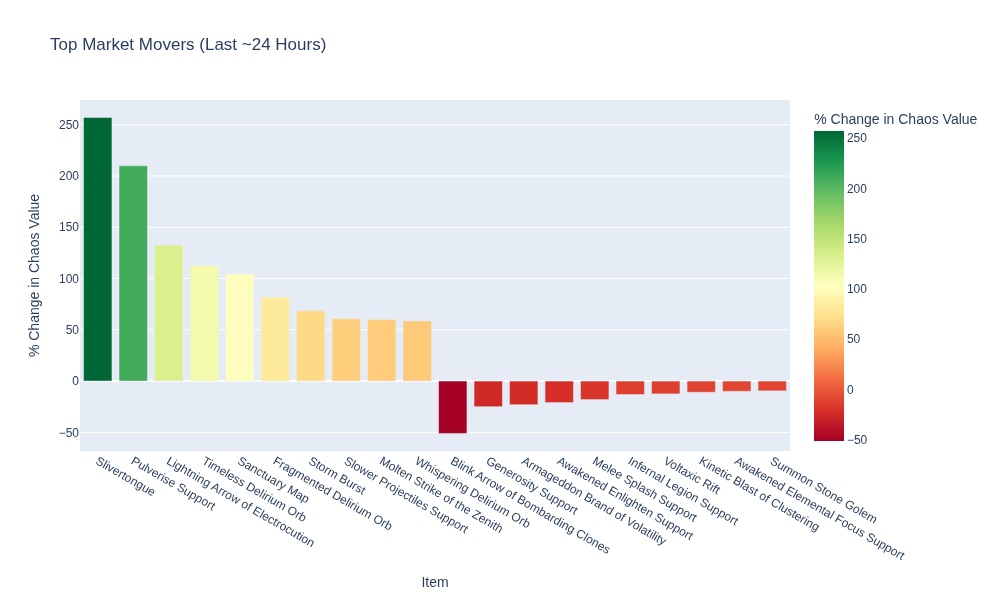 Top Market Movers (Last ~24 Hours)
% Change in Chaos Value
250
200
150
100
50
0
−50
% Change in Chaos Value
250
200
150
100
50
0
−50
Slivertongue
Pulverise Support
Lightning Arrow of Electrocution
Timeless Delirium Orb
Sanctuary Map
Fragmented Delirium Orb
Storm Burst
Slower Projectiles Support
Molten Strike of the Zenith
Whispering Delirium Orb
Blink Arrow of Bombarding Clones
Generosity Support
Armageddon Brand of Volatility
Awakened Enlighten Support
Melee Splash Support
Infernal Legion Support
Voltaxic Rift
Kinetic Blast of Clustering
Awakened Elemental Focus Support
Summon Stone Golem
Item